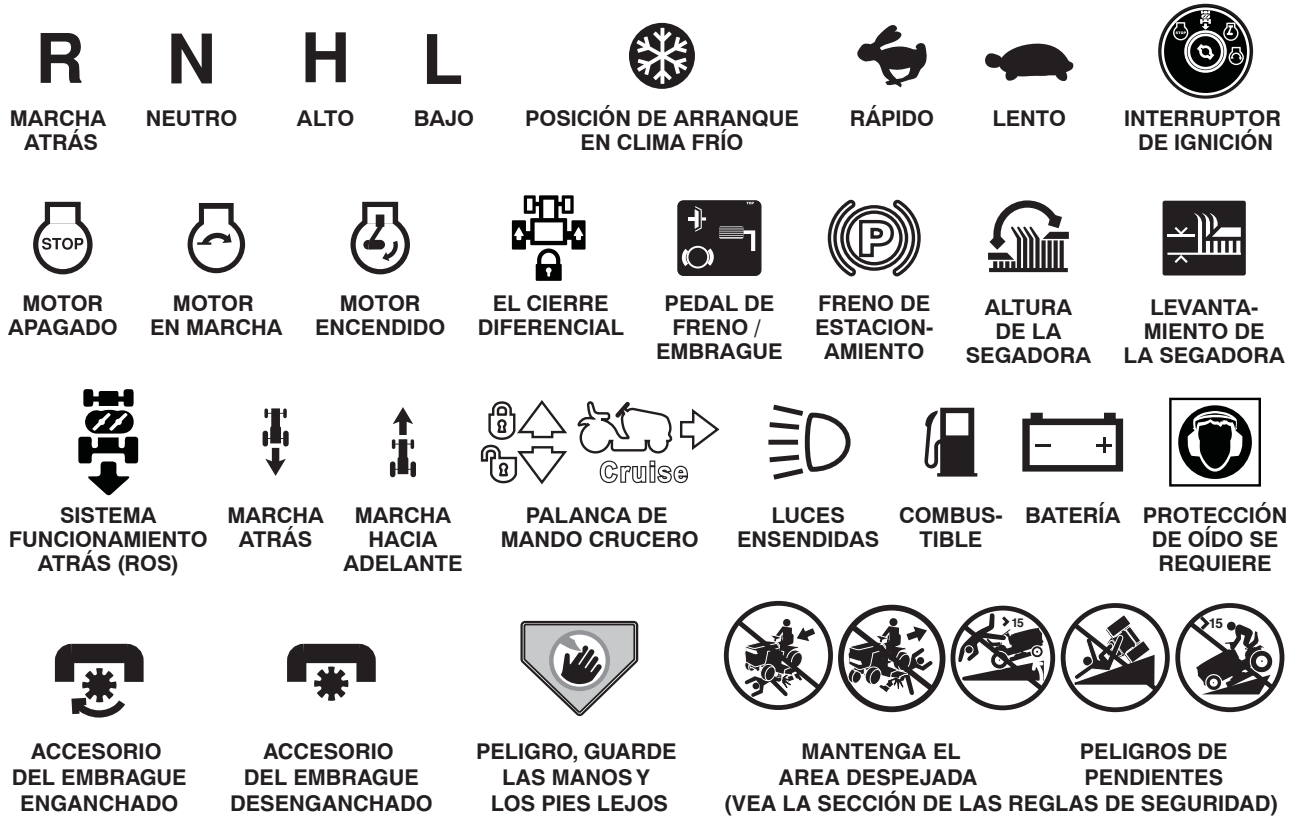 R N H L
MARCHA NEUTRO ALTO BAJO POSICIÓN DE ARRANQUE RÁPIDO LENTO INTERRUPTOR
ATRÁS EN CLIMA FRÍO DE IGNICIÓN
STOP TOP P
MOTOR MOTOR MOTOR EL CIERRE PEDAL DE FRENO DE ALTURA LEVANTA-
APAGADO EN MARCHA ENCENDIDO DIFERENCIAL FRENO / ESTACION- DE LA MIENTO DE
EMBRAGUE AMIENTO SEGADORA LA SEGADORA
Cruise - +
SISTEMA MARCHA MARCHA PALANCA DE LUCES COMBUS- BATERÍA PROTECCIÓN
FUNCIONAMIENTO ATRÁS HACIA MANDO CRUCERO ENSENDIDAS TIBLE DE OÍDO SE
ATRÁS (ROS) ADELANTE REQUIERE
>15 >15
ACCESORIO ACCESORIO PELIGRO, GUARDE MANTENGA EL PELIGROS DE
DEL EMBRAGUE DEL EMBRAGUE LAS MANOS Y AREA DESPEJADA PENDIENTES
ENGANCHADO DESENGANCHADO LOS PIES LEJOS (VEA LA SECCIÓN DE LAS REGLAS DE SEGURIDAD)